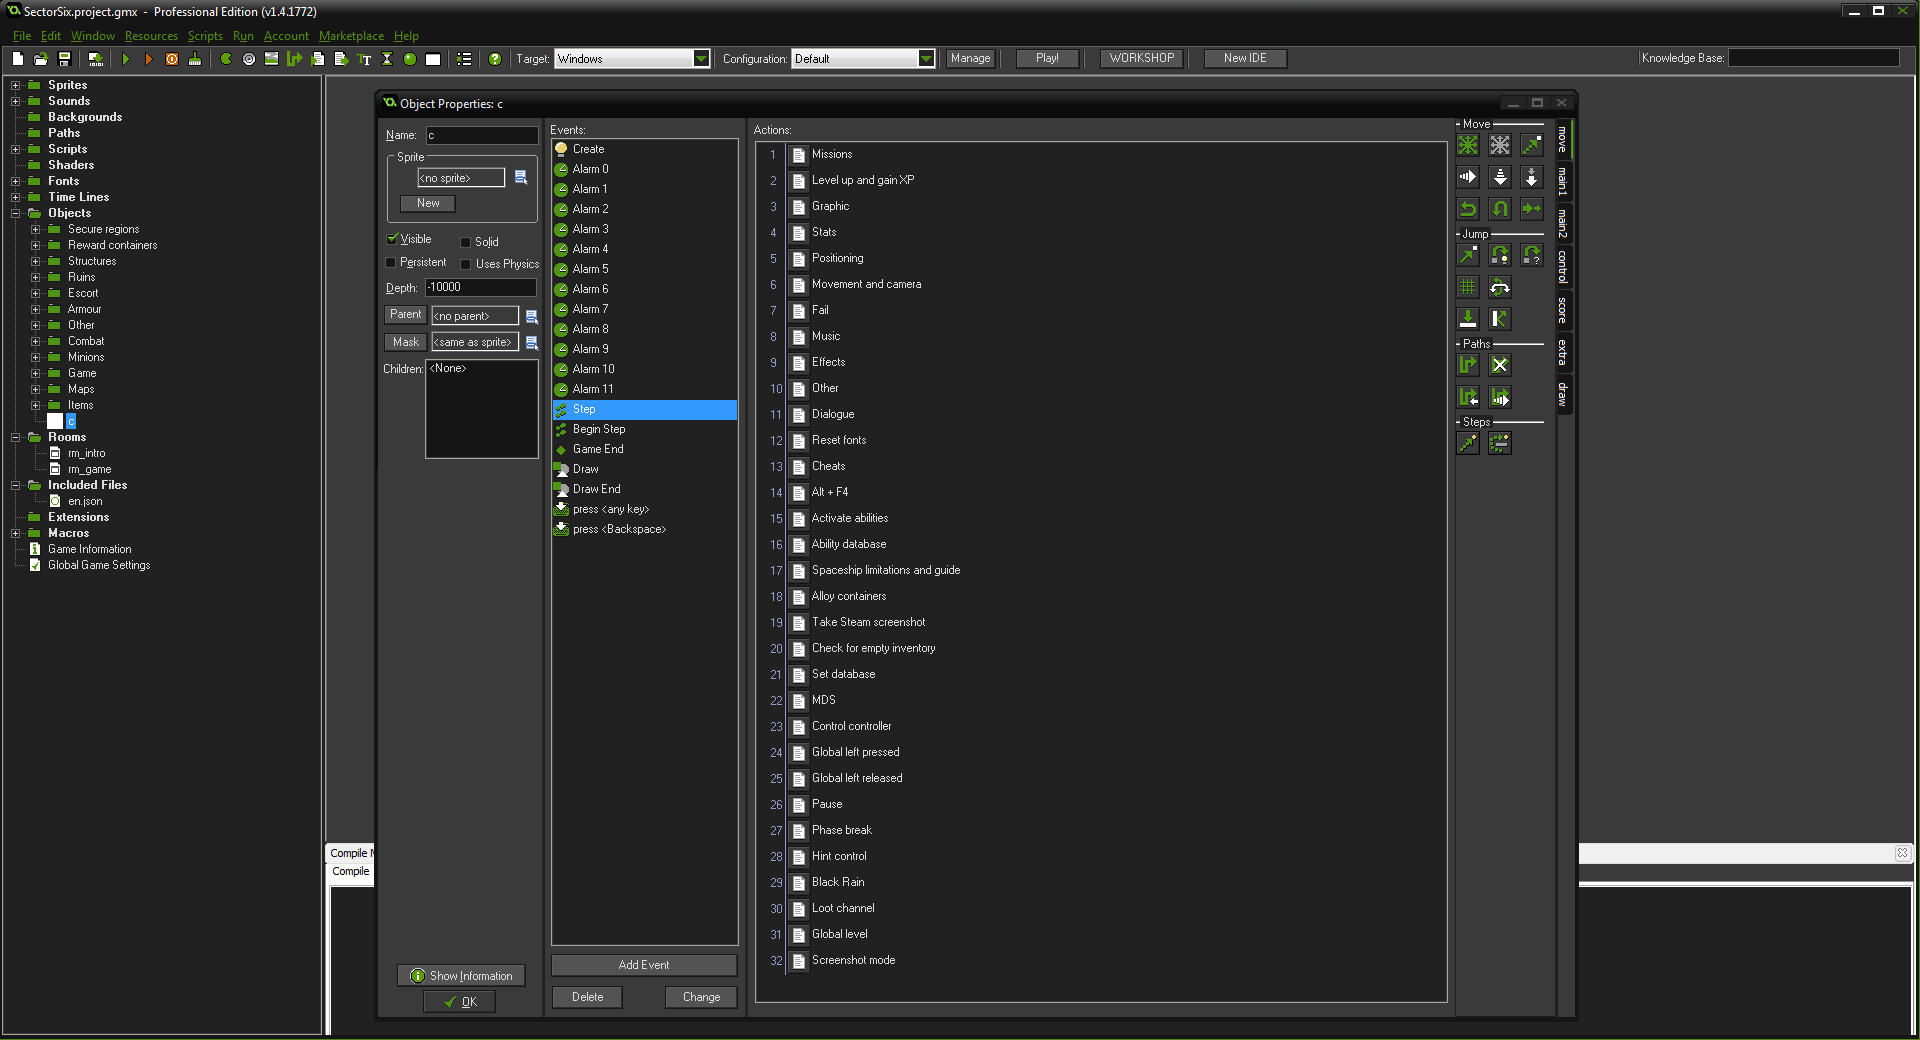 SectorSix.project.gmx - Professional Edition (v1.4.1772)
File Edit Window Resources Scripts Run Account Marketplace Help
Target: Windows Configuration: Default Manage Play! WORKSHOP New IDE Knowledge Base:
Sprites
Sounds
Backgrounds
Paths
Scripts
Shaders
Fonts
Time Lines
Objects
Secure regions
Reward containers
Structures
Ruins
Escort
Armour
Other
Combat
Minions
Game
Maps
Items
c
Rooms
rm_intro
rm_game
Included Files
en.json
Extensions
Macros
Game Information
Global Game Settings
Object Properties: c
Name: c
Sprite
<no sprite>
New
Visible Solid
Persistent Uses Physics
Depth: -10000
Parent <no parent>
Mask <same as sprite>
Children: <None>
Show Information
OK
Events:
Create
Alarm 0
Alarm 1
Alarm 2
Alarm 3
Alarm 4
Alarm 5
Alarm 6
Alarm 7
Alarm 8
Alarm 9
Alarm 10
Alarm 11
Step
Begin Step
Game End
Draw
Draw End
press <any key>
press <Backspace>
Add Event
Delete Change
Actions:
1 Missions
2 Level up and gain XP
3 Graphic
4 Stats
5 Positioning
6 Movement and camera
7 Fail
8 Music
9 Effects
10 Other
11 Dialogue
12 Reset fonts
13 Cheats
14 Alt + F4
15 Activate abilities
16 Ability database
17 Spaceship limitations and guide
18 Alloy containers
19 Take Steam screenshot
20 Check for empty inventory
21 Set database
22 MDS
23 Control controller
24 Global left pressed
25 Global left released
26 Pause
27 Phase break
28 Hint control
29 Black Rain
30 Loot channel
31 Global level
32 Screenshot mode
Move
Jump
Paths
Steps
move
main1
main2
control
score
extra
draw
Compile
Compile